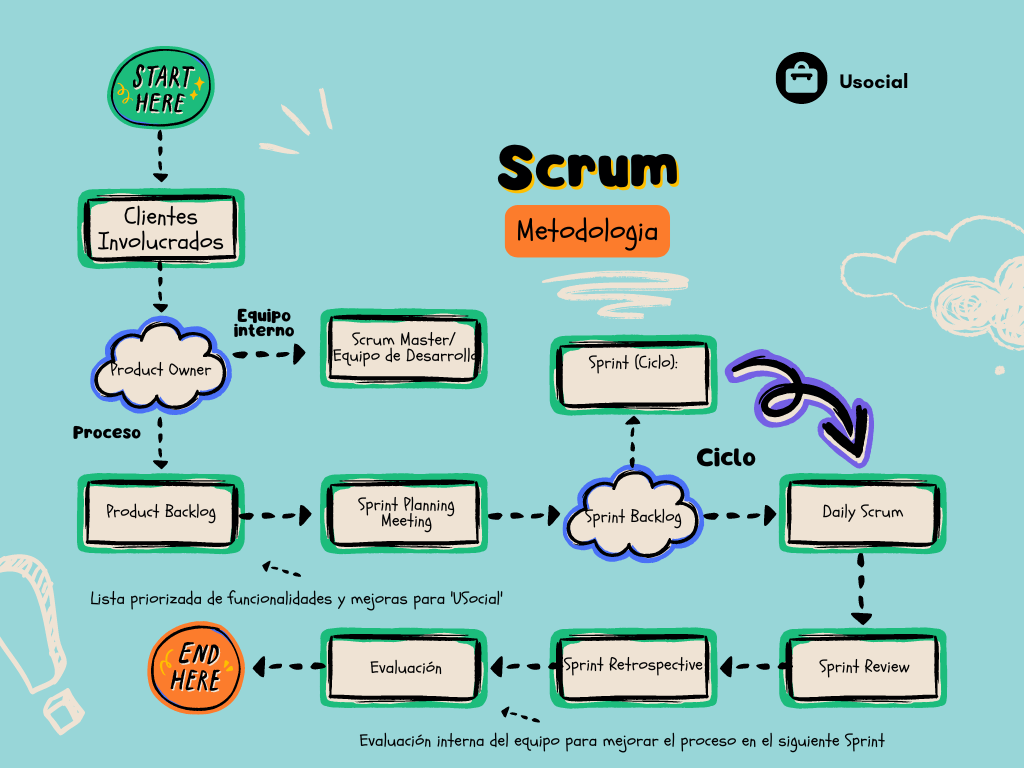 START
HERE
Usocial
Scrum
Metodologia
Clientes
Involucrados
Equipo
interno
Product Owner
Scrum Master/
Equipo de Desarrollo
Sprint (Ciclo):
Proceso
Ciclo
Product Backlog
Sprint Planning
Meeting
Sprint Backlog
Daily Scrum
Lista priorizada de funcionalidades y mejoras para 'USocial'
END
HERE
Evaluación
Sprint Retrospective
Sprint Review
Evaluación interna del equipo para mejorar el proceso en el siguiente Sprint